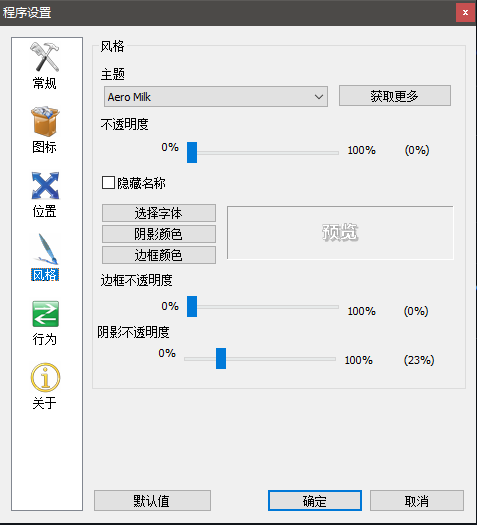 程序设置
常规
图标
位置
风格
行为
关于
风格
主题
Aero Milk
获取更多
不透明度
0% 100% (0%)
隐藏名称
选择字体
阴影颜色
边框颜色
预览
边框不透明度
0% 100% (0%)
阴影不透明度
0% 100% (23%)
默认值 确定 取消